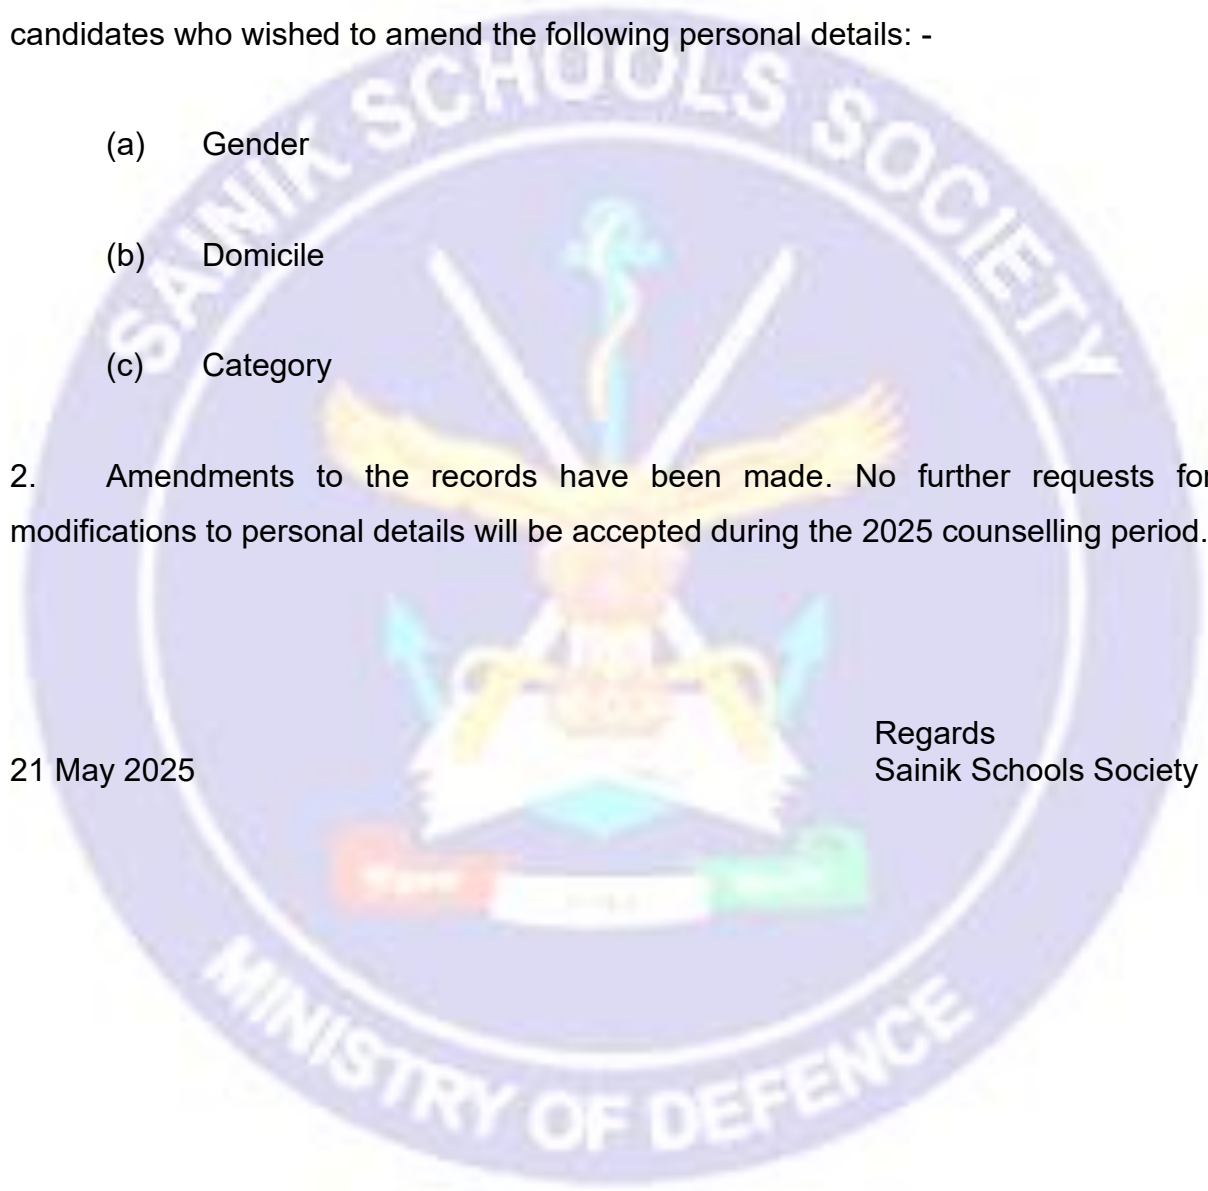 candidates who wished to amend the following personal details: -
(a) Gender
(b) Domicile
(c) Category
2. Amendments to the records have been made. No further requests for
modifications to personal details will be accepted during the 2025 counselling period.
Regards
21 May 2025 Sainik Schools Society
SAINIK SCHOOLS SOCIETY
MINISTRY OF DEFENCE